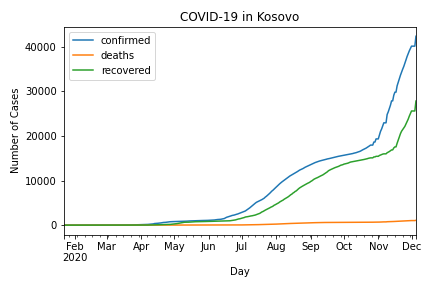 COVID-19 in Kosovo
confirmed
deaths
recovered
Number of Cases
40000
30000
20000
10000
0
Feb Mar Apr May Jun Jul Aug Sep Oct Nov Dec
2020
Day